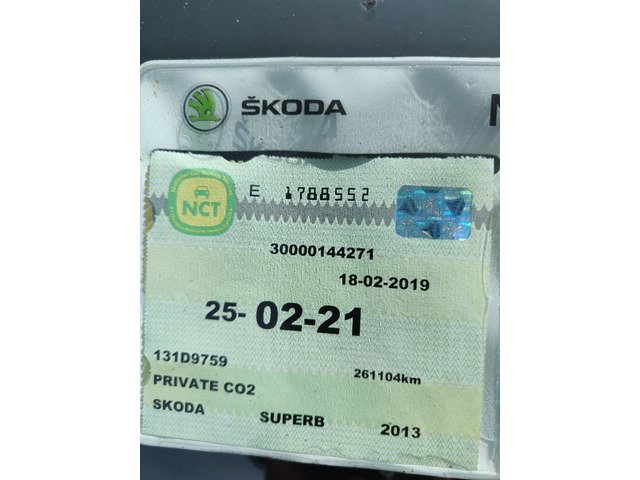 ŠKODA
NCT
E 1788552
30000144271
18-02-2019
25- 02-21
131D9759
261104km
PRIVATE CO2
SKODA SUPERB 2013